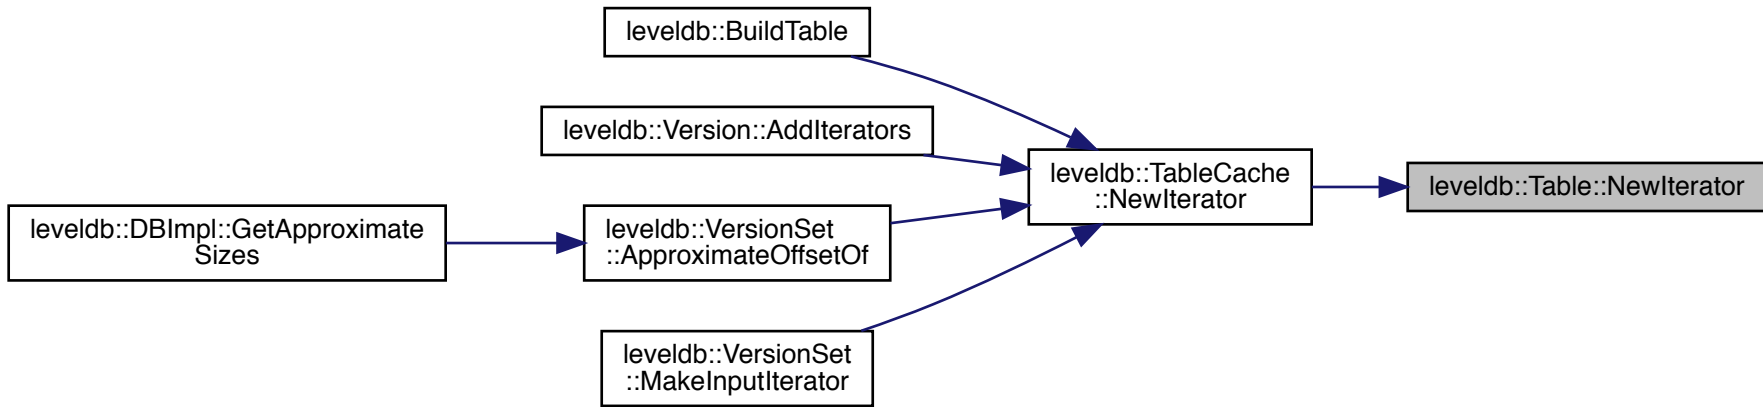 leveldb::BuildTable
leveldb::Version::AddIterators
leveldb::TableCache
::NewIterator
leveldb::Table::NewIterator
leveldb::DBImpl::GetApproximate
Sizes
leveldb::VersionSet
::ApproximateOffsetOf
leveldb::VersionSet
::MakeInputIterator